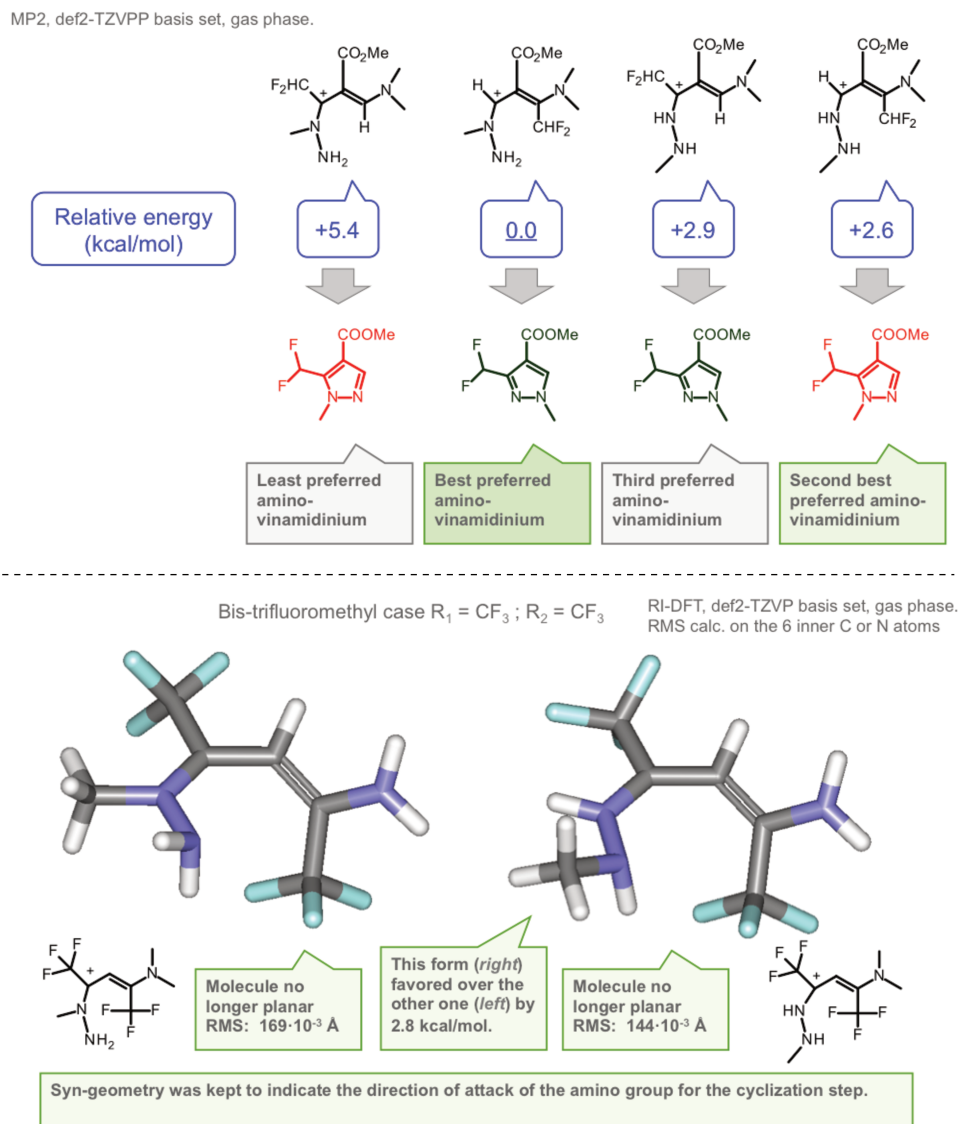 MP2, def2-TZVPP basis set, gas phase.
CO₂Me
CO₂Me
CO₂Me
CO₂Me
F₂HC
+
N
H
N
NH₂
H
+
N
CHF₂
N
NH₂
F₂HC
+
N
H
HN
NH
H
+
N
CHF₂
HN
NH
Relative energy
(kcal/mol)
+5.4
0.0
+2.9
+2.6
COOMe
F
F
N
N
COOMe
F
F
N
N
COOMe
F
F
N
N
COOMe
F
F
N
N
Least preferred
amino-
vinamidinium
Best preferred
amino-
vinamidinium
Third preferred
amino-
vinamidinium
Second best
preferred amino-
vinamidinium
Bis-trifluoromethyl case R₁ = CF₃ ; R₂ = CF₃
RI-DFT, def2-TZVP basis set, gas phase.
RMS calc. on the 6 inner C or N atoms
F
F
F
+
N
N
F
F
F
NH₂
Molecule no
longer planar
RMS: 169·10⁻³ Å
This form (right)
favored over the
other one (left) by
2.8 kcal/mol.
Molecule no
longer planar
RMS: 144·10⁻³ Å
F
F
F
+
N
HN
F
F
F
NH
Syn-geometry was kept to indicate the direction of attack of the amino group for the cyclization step.